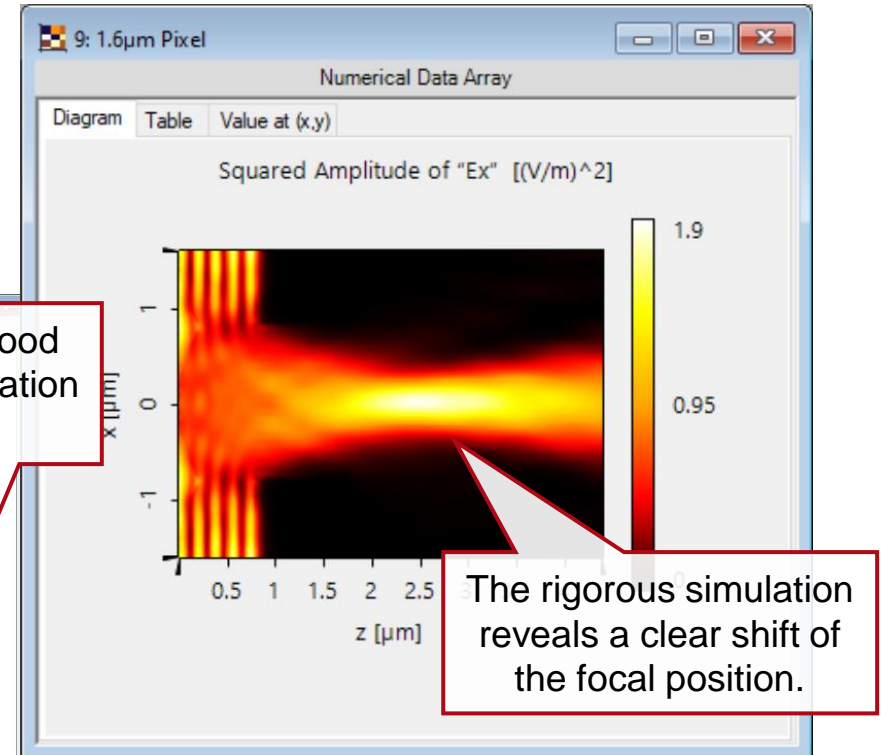 9: 1.6µm Pixel
Numerical Data Array
Diagram Table Value at (x,y)
Squared Amplitude of "Ex" [(V/m)^2]
1.9
0.95
1
0
-1
x [µm]
0.5 1 1.5 2 2.5
z [µm]
The rigorous simulation
reveals a clear shift of
the focal position.